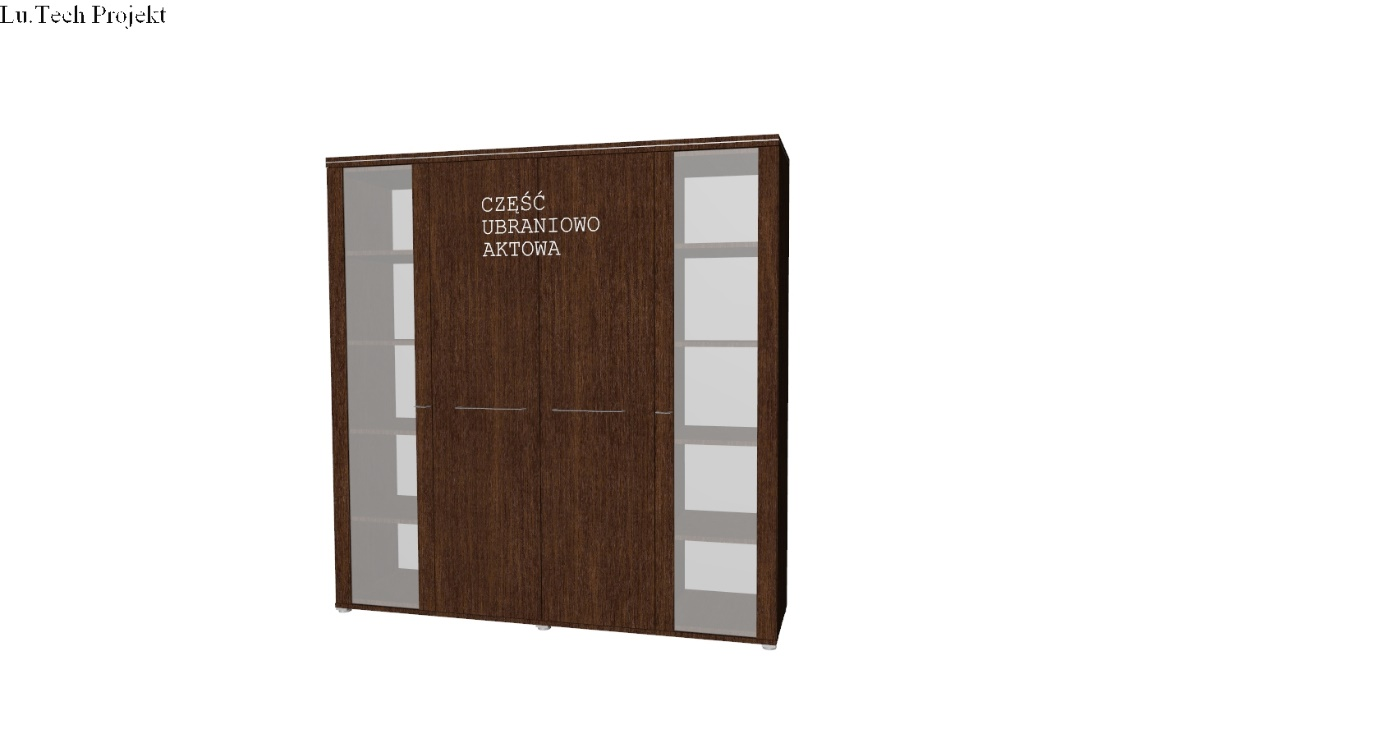 Lu.Tech Projekt
CZĘŚĆ
UBRANIOWO
AKTOWA